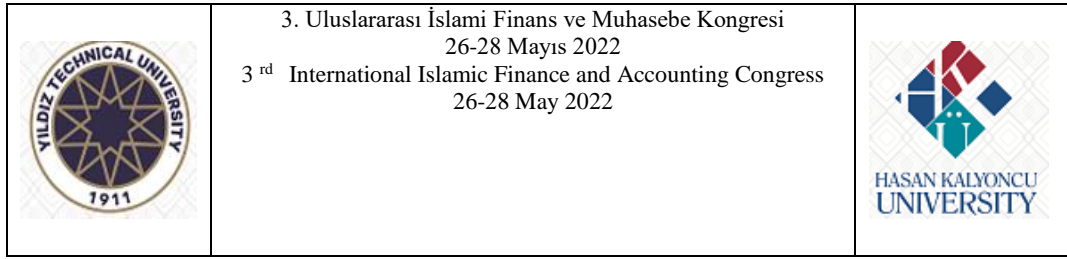 YILDIZ TECHNICAL UNIVERSITY
1911
3. Uluslararası İslami Finans ve Muhasebe Kongresi
26-28 Mayıs 2022
3 rd International Islamic Finance and Accounting Congress
26-28 May 2022
HKÜ
HASAN KALYONCU
UNIVERSITY